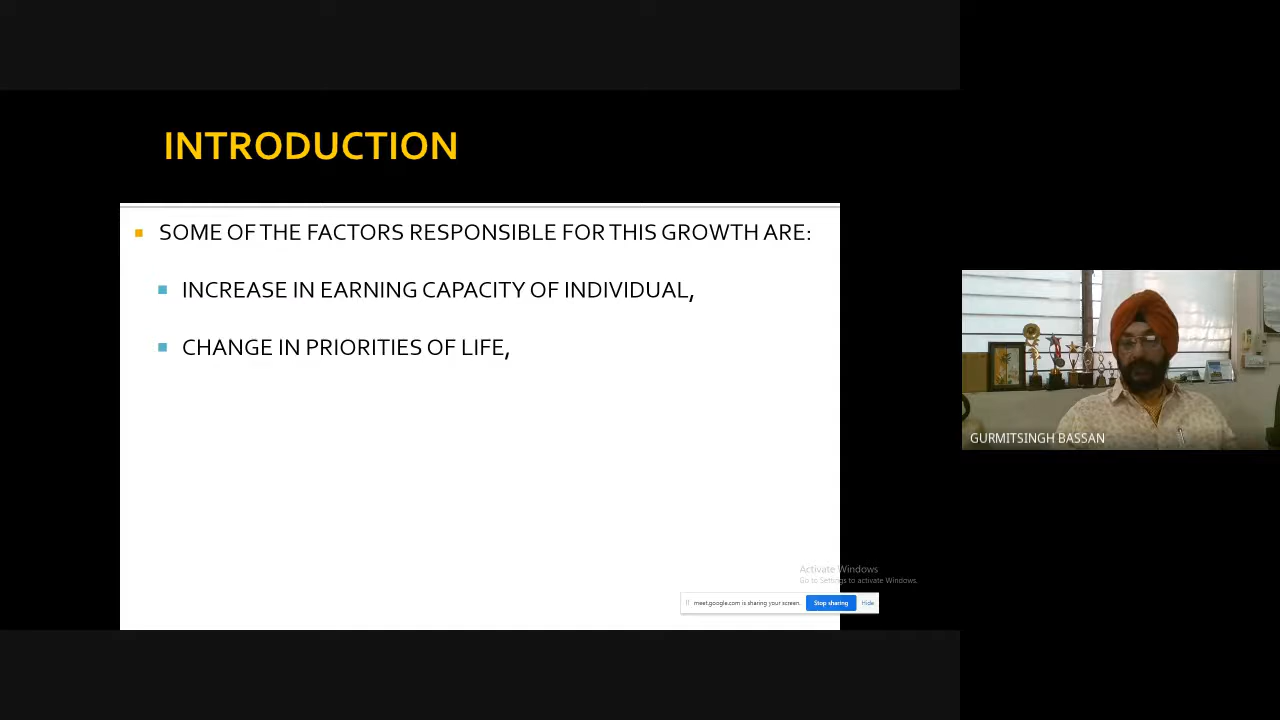 INTRODUCTION
SOME OF THE FACTORS RESPONSIBLE FOR THIS GROWTH ARE:
INCREASE IN EARNING CAPACITY OF INDIVIDUAL,
CHANGE IN PRIORITIES OF LIFE,
GURMITSINGH BASSAN
Activate Windows
Go to Settings to activate Windows.
meet.google.com is sharing your screen. Stop sharing Hide